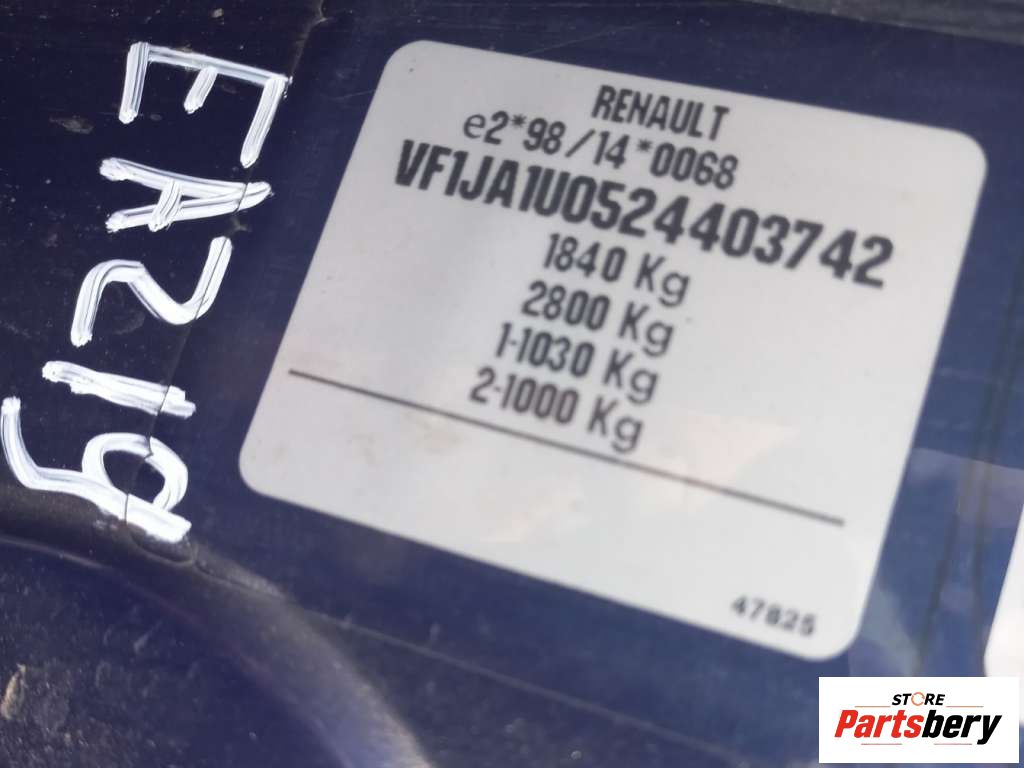 EAZ19
RENAULT
e2*98/14*0068
VF1JA1U0524403742
1840 Kg
2800 Kg
1-1030 Kg
2-1000 Kg
47825
STORE
Partsbery